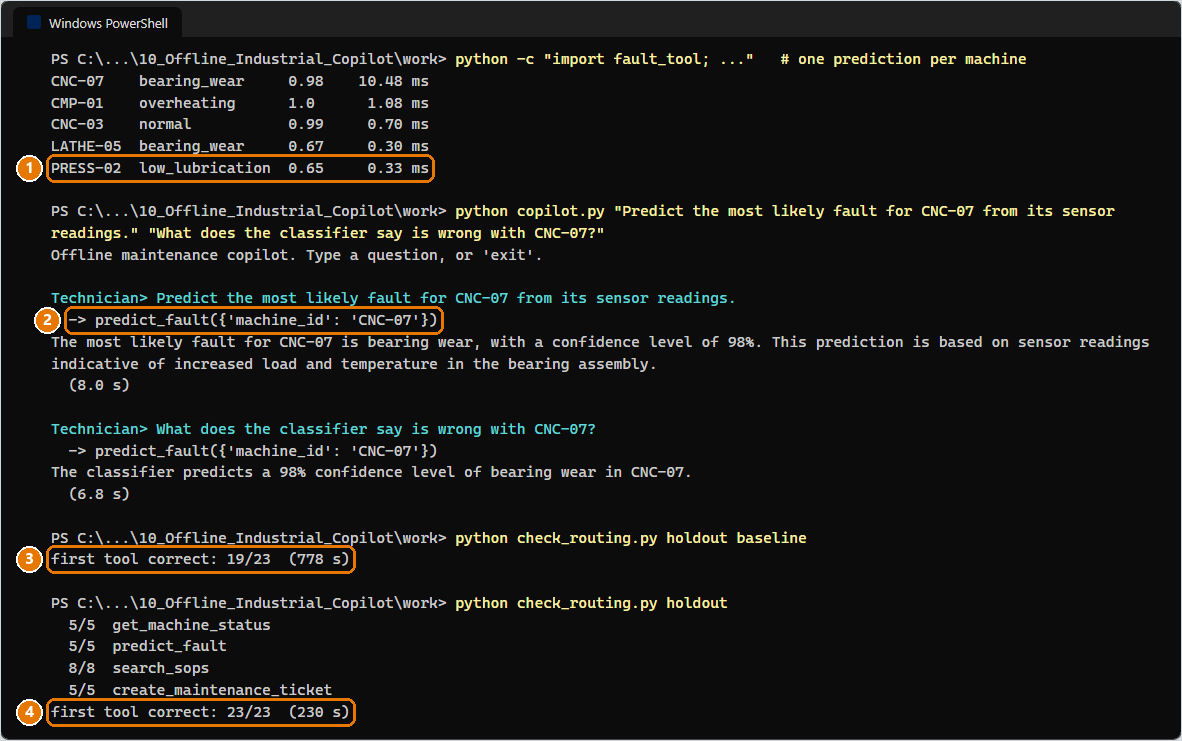 Windows PowerShell
PS C:\...\10_Offline_Industrial_Copilot\work> python -c "import fault_tool; ..."   # one prediction per machine
CNC-07    bearing_wear     0.98    10.48 ms
CMP-01    overheating      1.0      1.08 ms
CNC-03    normal           0.99     0.70 ms
LATHE-05  bearing_wear     0.67     0.30 ms
1 PRESS-02  low_lubrication  0.65     0.33 ms
PS C:\...\10_Offline_Industrial_Copilot\work> python copilot.py "Predict the most likely fault for CNC-07 from its sensor
readings." "What does the classifier say is wrong with CNC-07?"
Offline maintenance copilot. Type a question, or 'exit'.
Technician> Predict the most likely fault for CNC-07 from its sensor readings.
2 -> predict_fault({'machine_id': 'CNC-07'})
The most likely fault for CNC-07 is bearing wear, with a confidence level of 98%. This prediction is based on sensor readings
indicative of increased load and temperature in the bearing assembly.
(8.0 s)
Technician> What does the classifier say is wrong with CNC-07?
-> predict_fault({'machine_id': 'CNC-07'})
The classifier predicts a 98% confidence level of bearing wear in CNC-07.
(6.8 s)
PS C:\...\10_Offline_Industrial_Copilot\work> python check_routing.py holdout baseline
3 first tool correct: 19/23  (778 s)
PS C:\...\10_Offline_Industrial_Copilot\work> python check_routing.py holdout
5/5  get_machine_status
5/5  predict_fault
8/8  search_sops
5/5  create_maintenance_ticket
4 first tool correct: 23/23  (230 s)